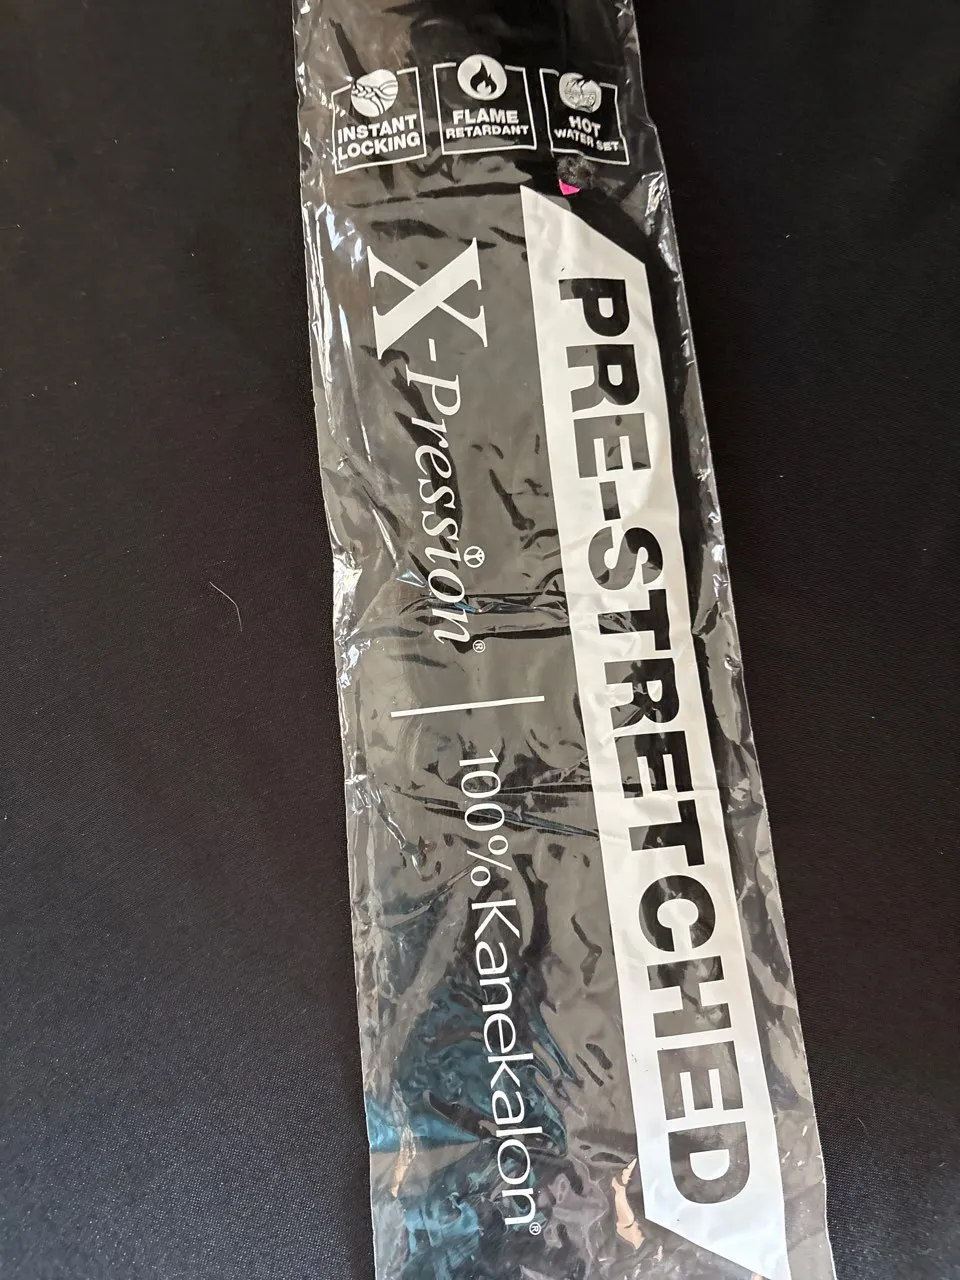 INSTANT
LOCKING
FLAME
RETARDANT
HOT
WATER SET
X-Pression®
100% Kanekalon®
PRE-STRETCHED